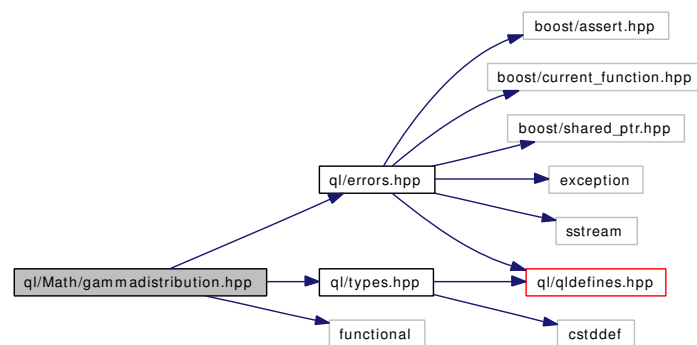 boost/assert.hpp
boost/current_function.hpp
boost/shared_ptr.hpp
ql/errors.hpp
exception
sstream
ql/Math/gammadistribution.hpp
ql/types.hpp
ql/qldefines.hpp
functional
cstddef